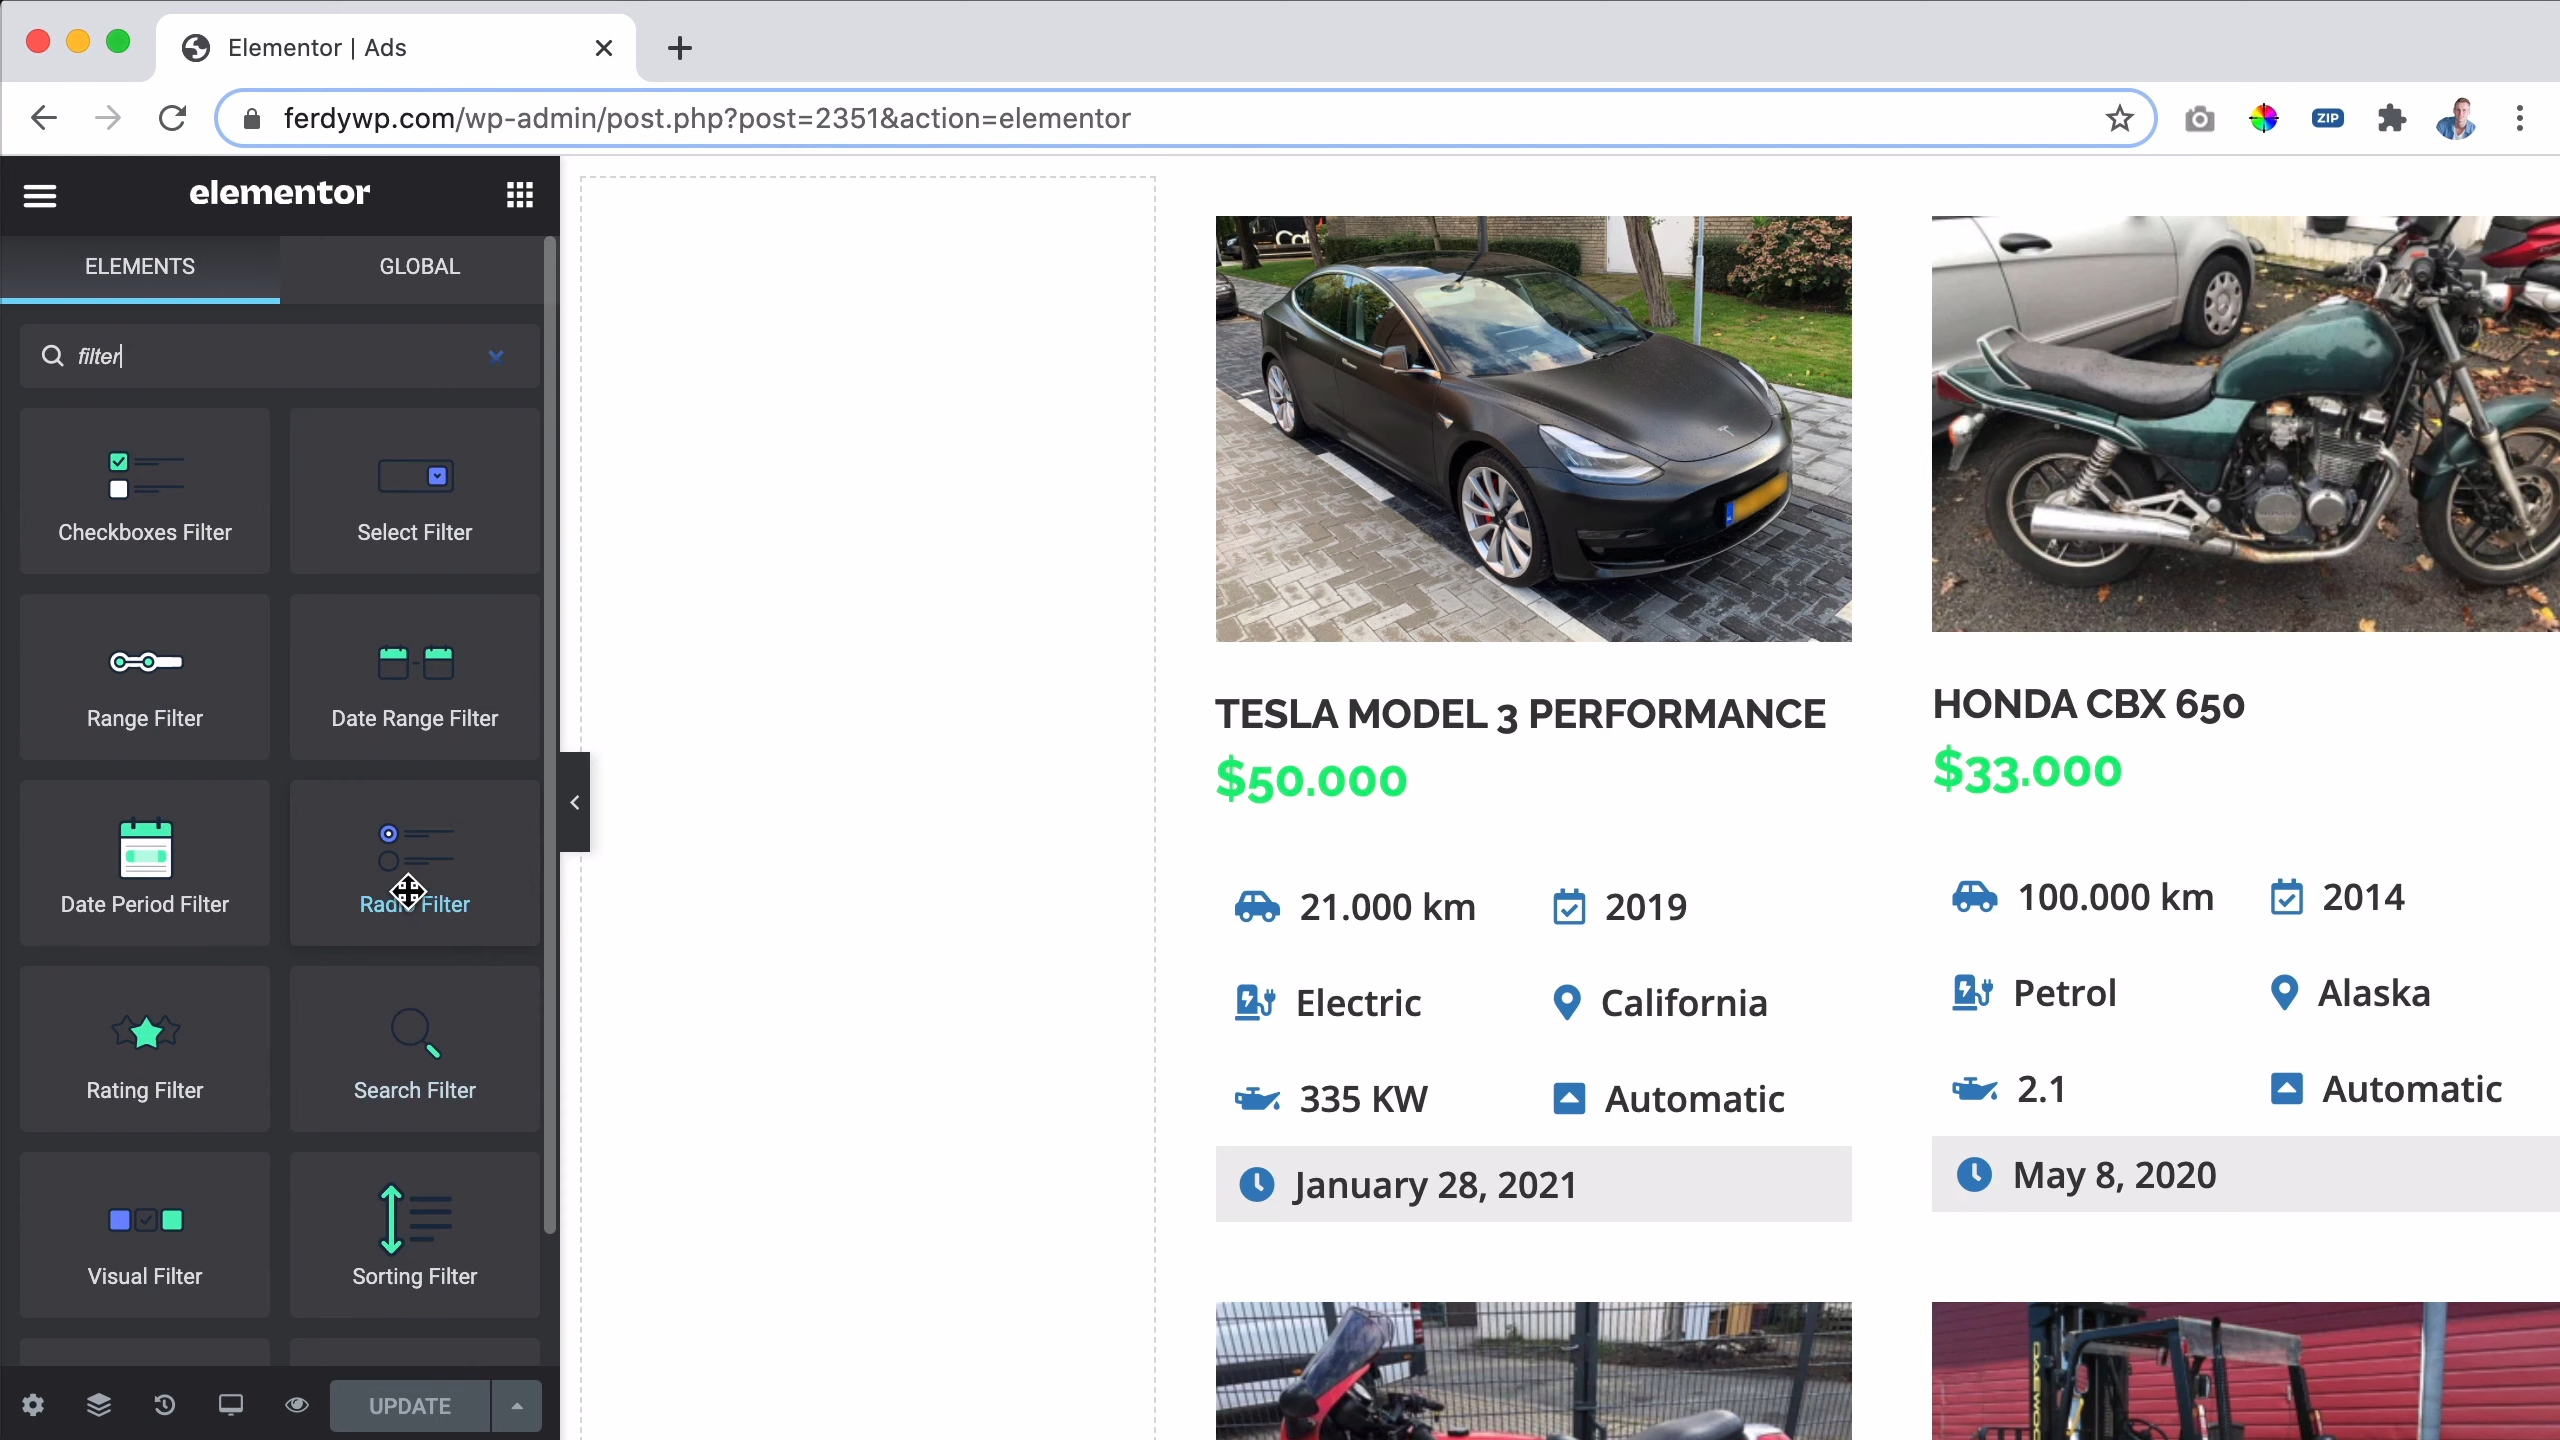 Elementor | Ads
ferdywp.com/wp-admin/post.php?post=2351&action=elementor
ZIP
elementor
ELEMENTS
GLOBAL
filter
Checkboxes Filter
Select Filter
Range Filter
Date Range Filter
Date Period Filter
Radio Filter
Rating Filter
Search Filter
Visual Filter
Sorting Filter
UPDATE
TESLA MODEL 3 PERFORMANCE
$50.000
21.000 km
2019
Electric
California
335 KW
Automatic
January 28, 2021
HONDA CBX 650
$33.000
100.000 km
2014
Petrol
Alaska
2.1
Automatic
May 8, 2020